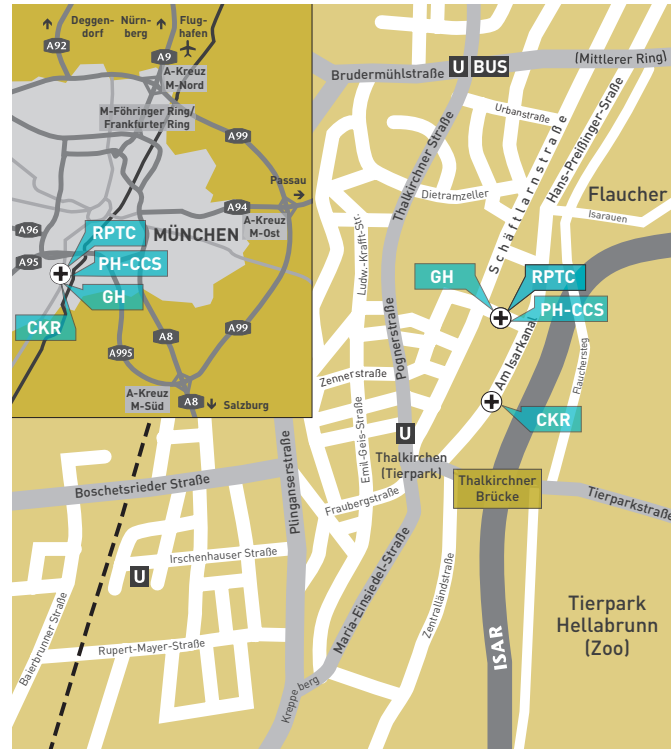 Deggen-
dorf
Nürn-
berg
Flug-
hafen
A92
A9
A-Kreuz
M-Nord
M-Föhringer Ring/
Frankfurter Ring
A99
Passau
A94
A-Kreuz
M-Ost
A96
A95
MÜNCHEN
RPTC
PH-CCS
GH
CKR
A995
A8
A99
A-Kreuz
M-Süd
A8
Salzburg
Brudermühlstraße
U BUS
(Mittlerer Ring)
Urbanstraße
Schäftlarnstraße
Hans-Preißinger-Sraße
Thalkirchner Straße
Dietramzeller
Flaucher
Isarauen
Ludw.-Kraft-Str.
GH
RPTC
PH-CCS
Am Isarkanal
Flauchersteg
Pognerstraße
Zennerstraße
CKR
Emil-Geis-Straße
U
Thalkirchen
(Tierpark)
Thalkirchner
Brücke
Tierparkstraße
Fraubergstraße
Boschetsrieder Straße
Plinganserstraße
Irschenhauser Straße
U
Maria-Einsiedel-Straße
Zentralländstraße
Baierbrunner Straße
Rupert-Mayer-Straße
Kreppe berg
ISAR
Tierpark
Hellabrunn
(Zoo)